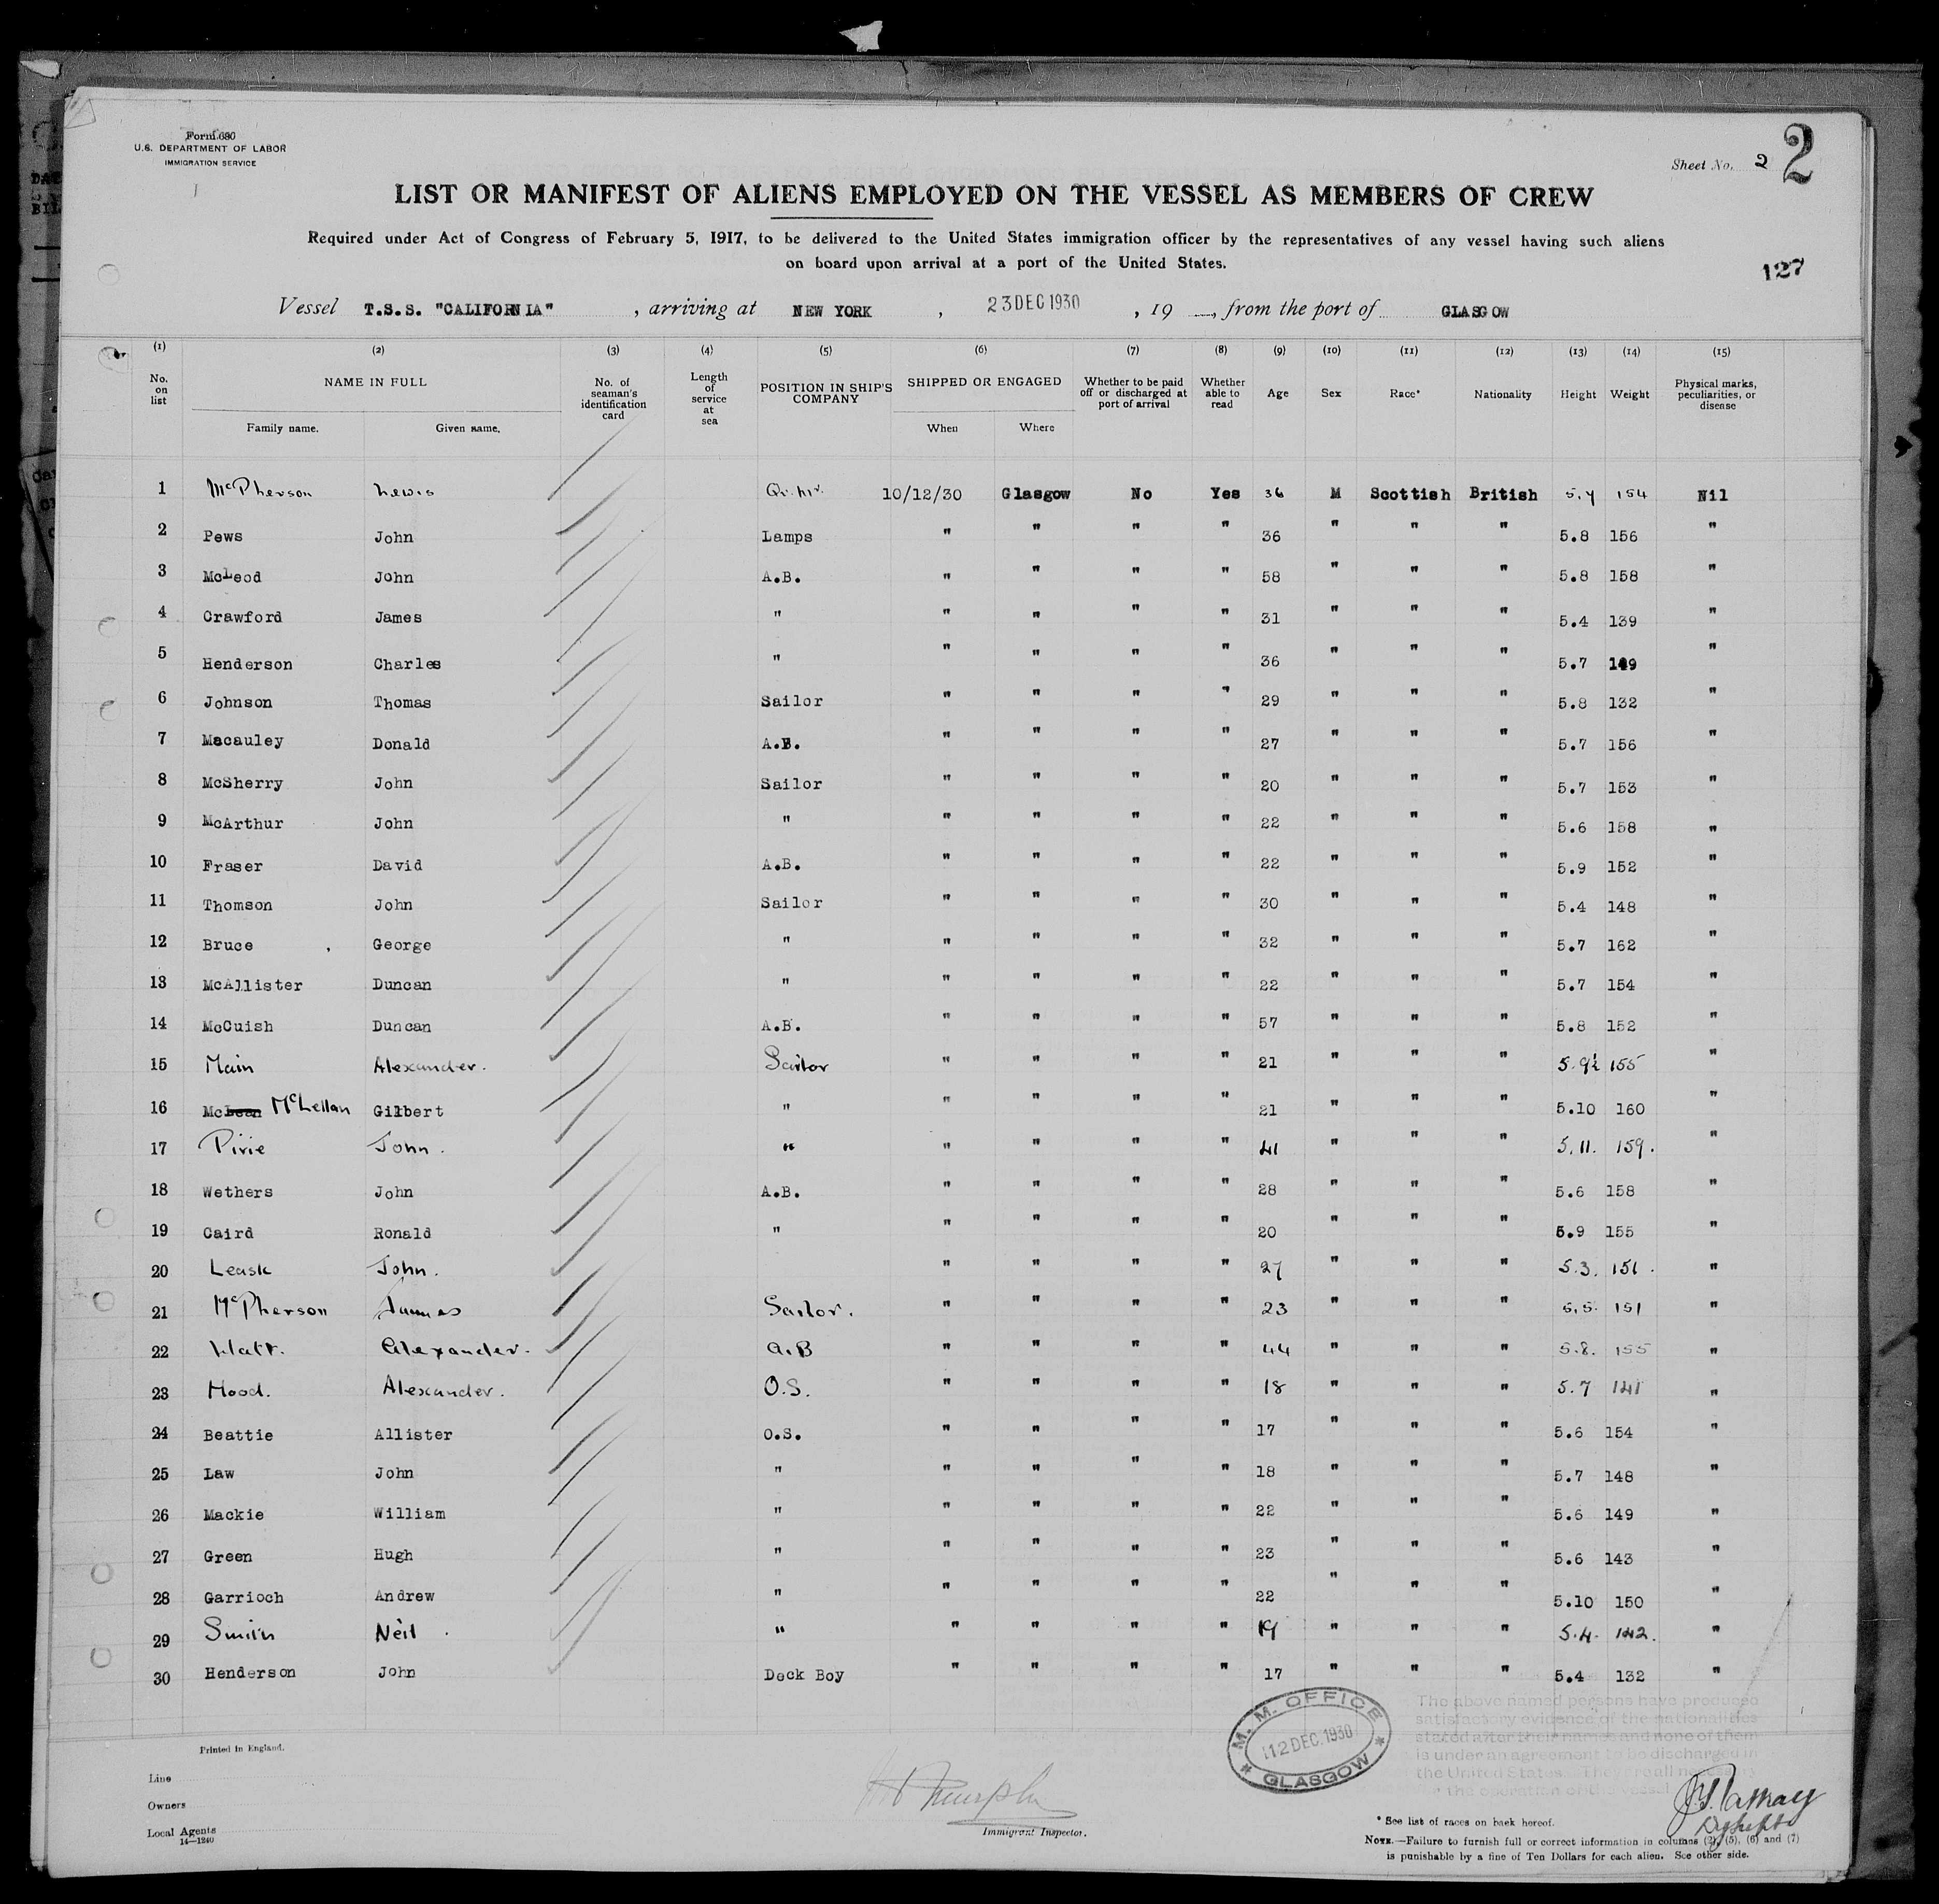 Form 680
U.S. DEPARTMENT OF LABOR
IMMIGRATION SERVICE
Sheet No. 2 2
LIST OR MANIFEST OF ALIENS EMPLOYED ON THE VESSEL AS MEMBERS OF CREW
Required under Act of Congress of February 5, 1917, to be delivered to the United States immigration officer by the representatives of any vessel having such aliens
on board upon arrival at a port of the United States.
127
Vessel T.S.S. "CALIFORNIA" , arriving at NEW YORK , 23 DEC 1930 , 19 , from the port of GLASGOW
(1) (2) (3) (4) (5) (6) (7) (8) (9) (10) (11) (12) (13) (14) (15)
No. on list NAME IN FULL No. of seaman's identification card Length of service at sea POSITION IN SHIP'S COMPANY SHIPPED OR ENGAGED Whether to be paid off or discharged at port of arrival Whether able to read Age Sex Race* Nationality Height Weight Physical marks, peculiarities, or disease
Family name. Given name. When Where
1 McPherson Lewis 10/12/30 Glasgow No Yes 36 M Scottish British 5.7 154 Nil
2 Pews John Lamps " " " " 36 " " " 5.8 156 "
3 McLeod John A.B. " " " " 58 " " " 5.8 158 "
4 Crawford James " " " " " 31 " " " 5.4 139 "
5 Henderson Charles " " " " " 36 " " " 5.7 149 "
6 Johnson Thomas Sailor " " " " 29 " " " 5.8 132 "
7 Macauley Donald A.B. " " " " 27 " " " 5.7 156 "
8 McSherry John Sailor " " " " 20 " " " 5.7 153 "
9 McArthur John " " " " " 22 " " " 5.6 158 "
10 Fraser David A.B. " " " " 22 " " " 5.9 152 "
11 Thomson John Sailor " " " " 30 " " " 5.4 148 "
12 Bruce George " " " " " 32 " " " 5.7 162 "
13 McAllister Duncan " " " " " 22 " " " 5.7 154 "
14 McCuish Duncan A.B. " " " " 57 " " " 5.8 152 "
15 Main Alexander. Sailor " " " " 21 " " " 5.9½ 155 "
16 McLean McLellan Gilbert " " " " " 21 " " " 5.10 160 "
17 Pirie John. " " " " " 41 " " " 5.11. 159. "
18 Wethers John A.B. " " " " 28 " " " 5.6 158 "
19 Caird Ronald " " " " " 20 " " " 5.9 155 "
20 Leask John. " " " " 27 " " " 5.3. 151. "
21 McPherson James Sailor. " " " " 23 " " " 5.5. 151 "
22 Watt. Alexander. A.B " " " " 44 " " " 5.8. 155 "
23 Hood. Alexander. O.S. " " " " 18 " " " 5.7 141 "
24 Beattie Allister O.S. " " " " 17 " " " 5.6 154 "
25 Law John " " " " " 18 " " " 5.7 148 "
26 Mackie William " " " " " 22 " " " 5.6 149 "
27 Green Hugh " " " " " 23 " " " 5.6 143 "
28 Garrioch Andrew " " " " " 22 " " " 5.10 150 "
29 Smith Neil. " " " " " 19 " " " 5.4. 142. "
30 Henderson John Deck Boy " " " " 17 " " " 5.4 132 "
M. M. OFFICE
12 DEC. 1930
GLASGOW
The above named persons have produced
satisfactory evidence of the nationalities
stated after their names and none of them
is under an agreement to be discharged in
the United States. They are all necessary
the operation of the vessel
Printed in England.
Line
Owners
Local Agents
14—1240
Immigrant Inspector.
* See list of races on back hereof.
NOTE.—Failure to furnish full or correct information in columns (2), (5), (6) and (7)
is punishable by a fine of Ten Dollars for each alien. See other side.